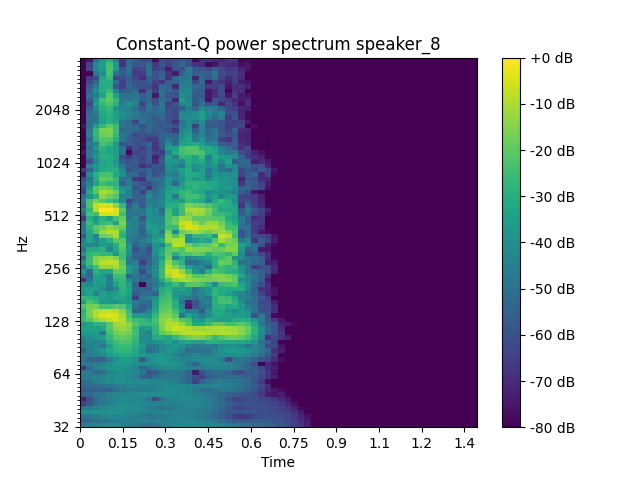 Constant-Q power spectrum speaker_8
Hz
2048
1024
512
256
128
64
32
0 0.15 0.3 0.45 0.6 0.75 0.9 1.1 1.2 1.4
Time
+0 dB
-10 dB
-20 dB
-30 dB
-40 dB
-50 dB
-60 dB
-70 dB
-80 dB